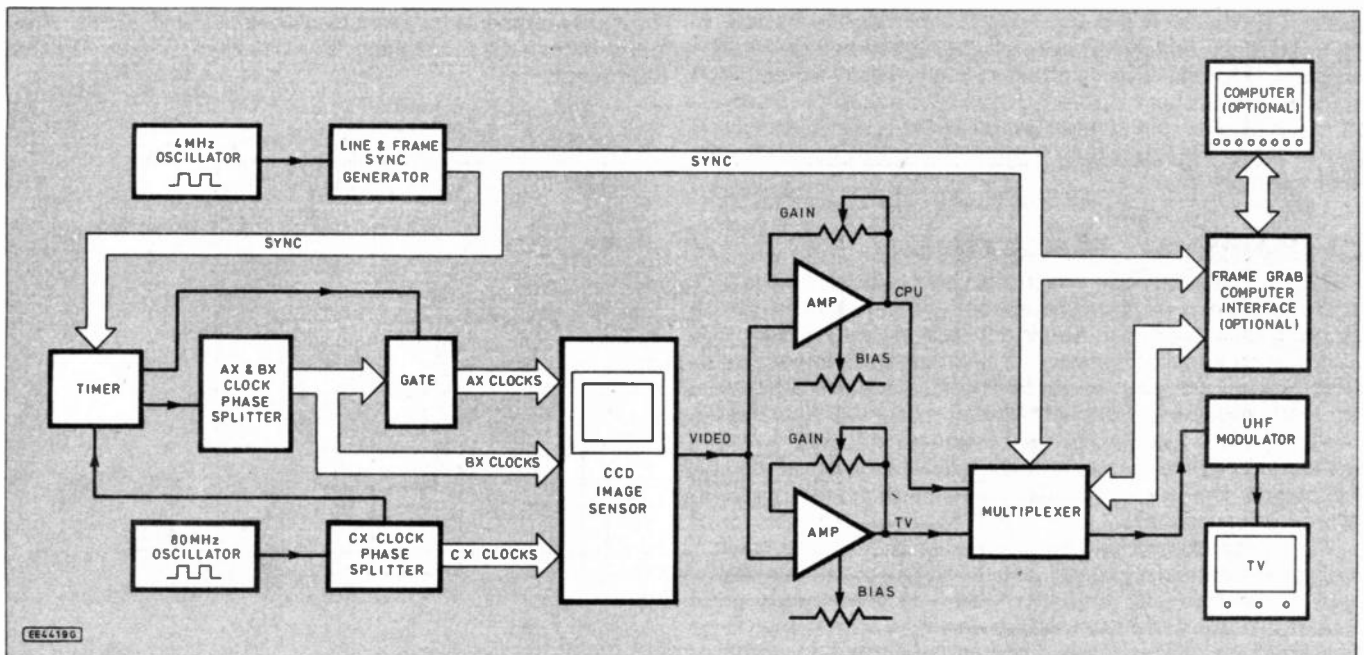 4MHz
OSCILLATOR
LINE & FRAME
SYNC
GENERATOR
SYNC
COMPUTER
(OPTIONAL)
SYNC
GAIN
AMP
CPU
BIAS
FRAME GRAB
COMPUTER
INTERFACE
(OPTIONAL)
TIMER
AX & BX
CLOCK
PHASE
SPLITTER
GATE
AX CLOCKS
BX CLOCKS
CCD
IMAGE
SENSOR
VIDEO
GAIN
AMP
TV
BIAS
MULTIPLEXER
UHF
MODULATOR
TV
80MHz
OSCILLATOR
CX CLOCK
PHASE
SPLITTER
CX CLOCKS
EE4419G